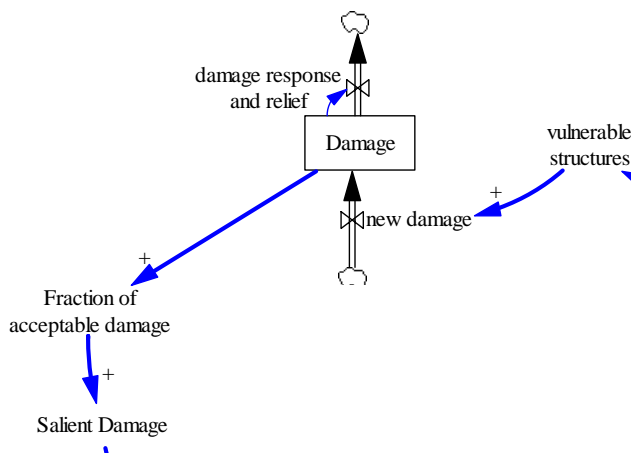 damage response
and relief
Damage
vulnerable
structures
+
new damage
+
Fraction of
acceptable damage
+
Salient Damage